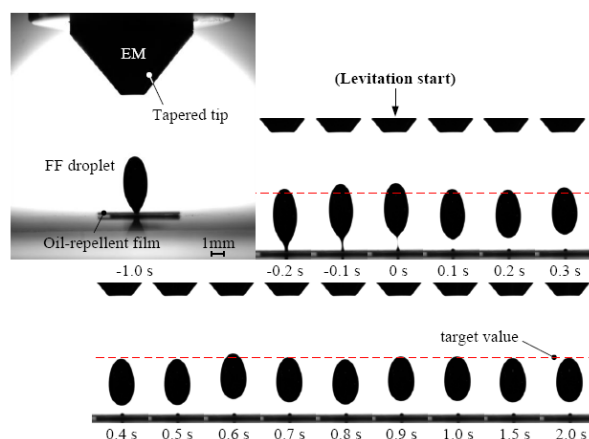 EM
Tapered tip
(Levitation start)
FF droplet
Oil-repellent film
1mm
-1.0 s
-0.2 s
-0.1 s
0 s
0.1 s
0.2 s
0.3 s
target value
0.4 s
0.5 s
0.6 s
0.7 s
0.8 s
0.9 s
1.0 s
1.5 s
2.0 s